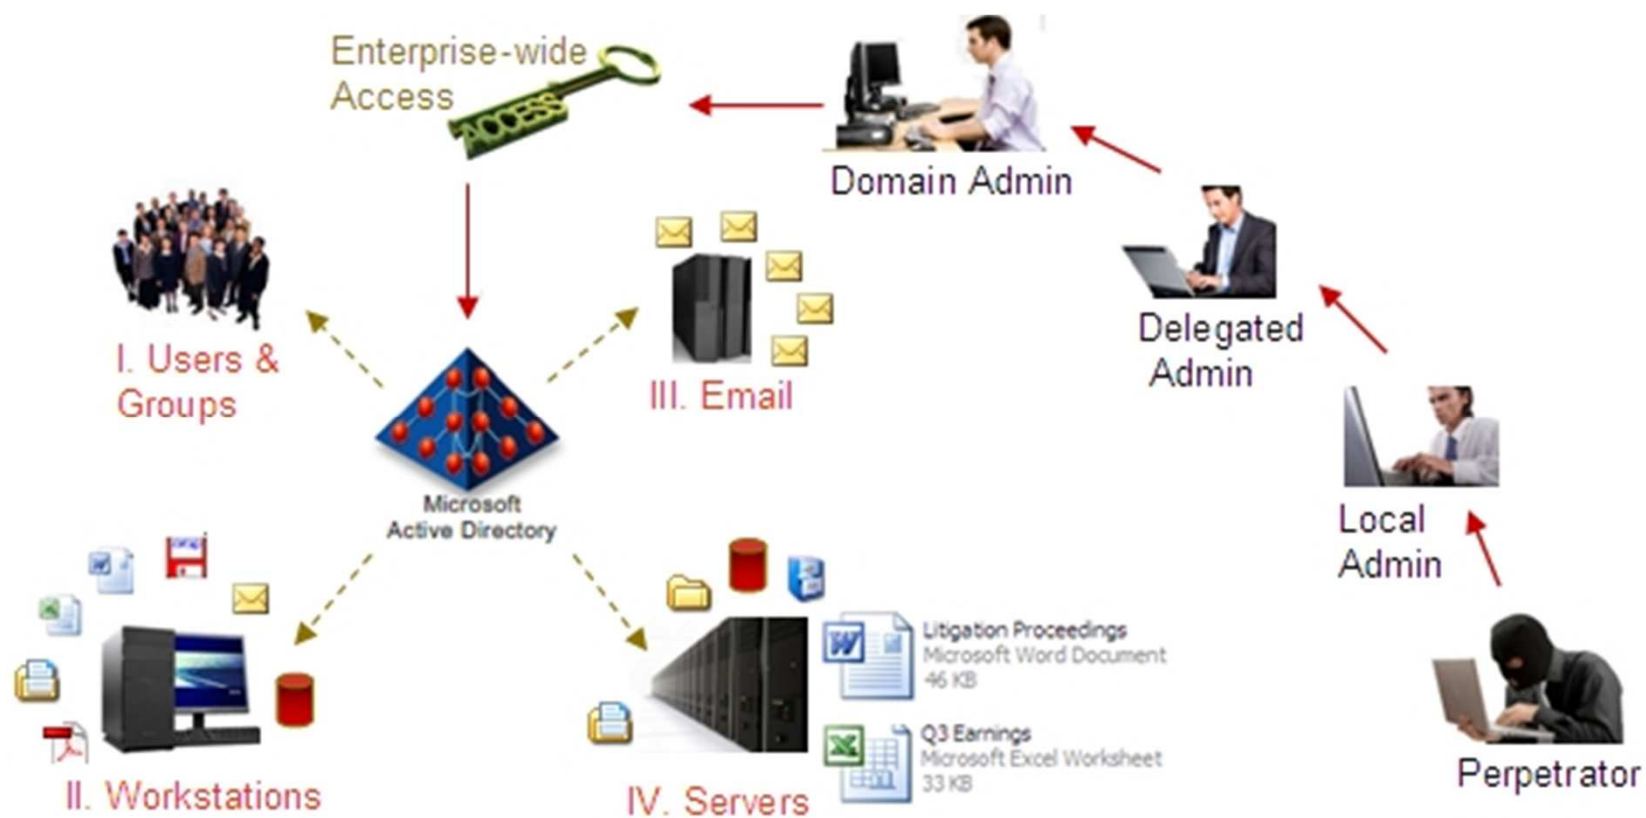 Enterprise-wide
Access
ACCESS
Domain Admin
Delegated
Admin
I. Users &
Groups
III. Email
Microsoft
Active Directory
Local
Admin
Litigation Proceedings
Microsoft Word Document
46 KB
Q3 Earnings
Microsoft Excel Worksheet
33 KB
II. Workstations
IV. Servers
Perpetrator